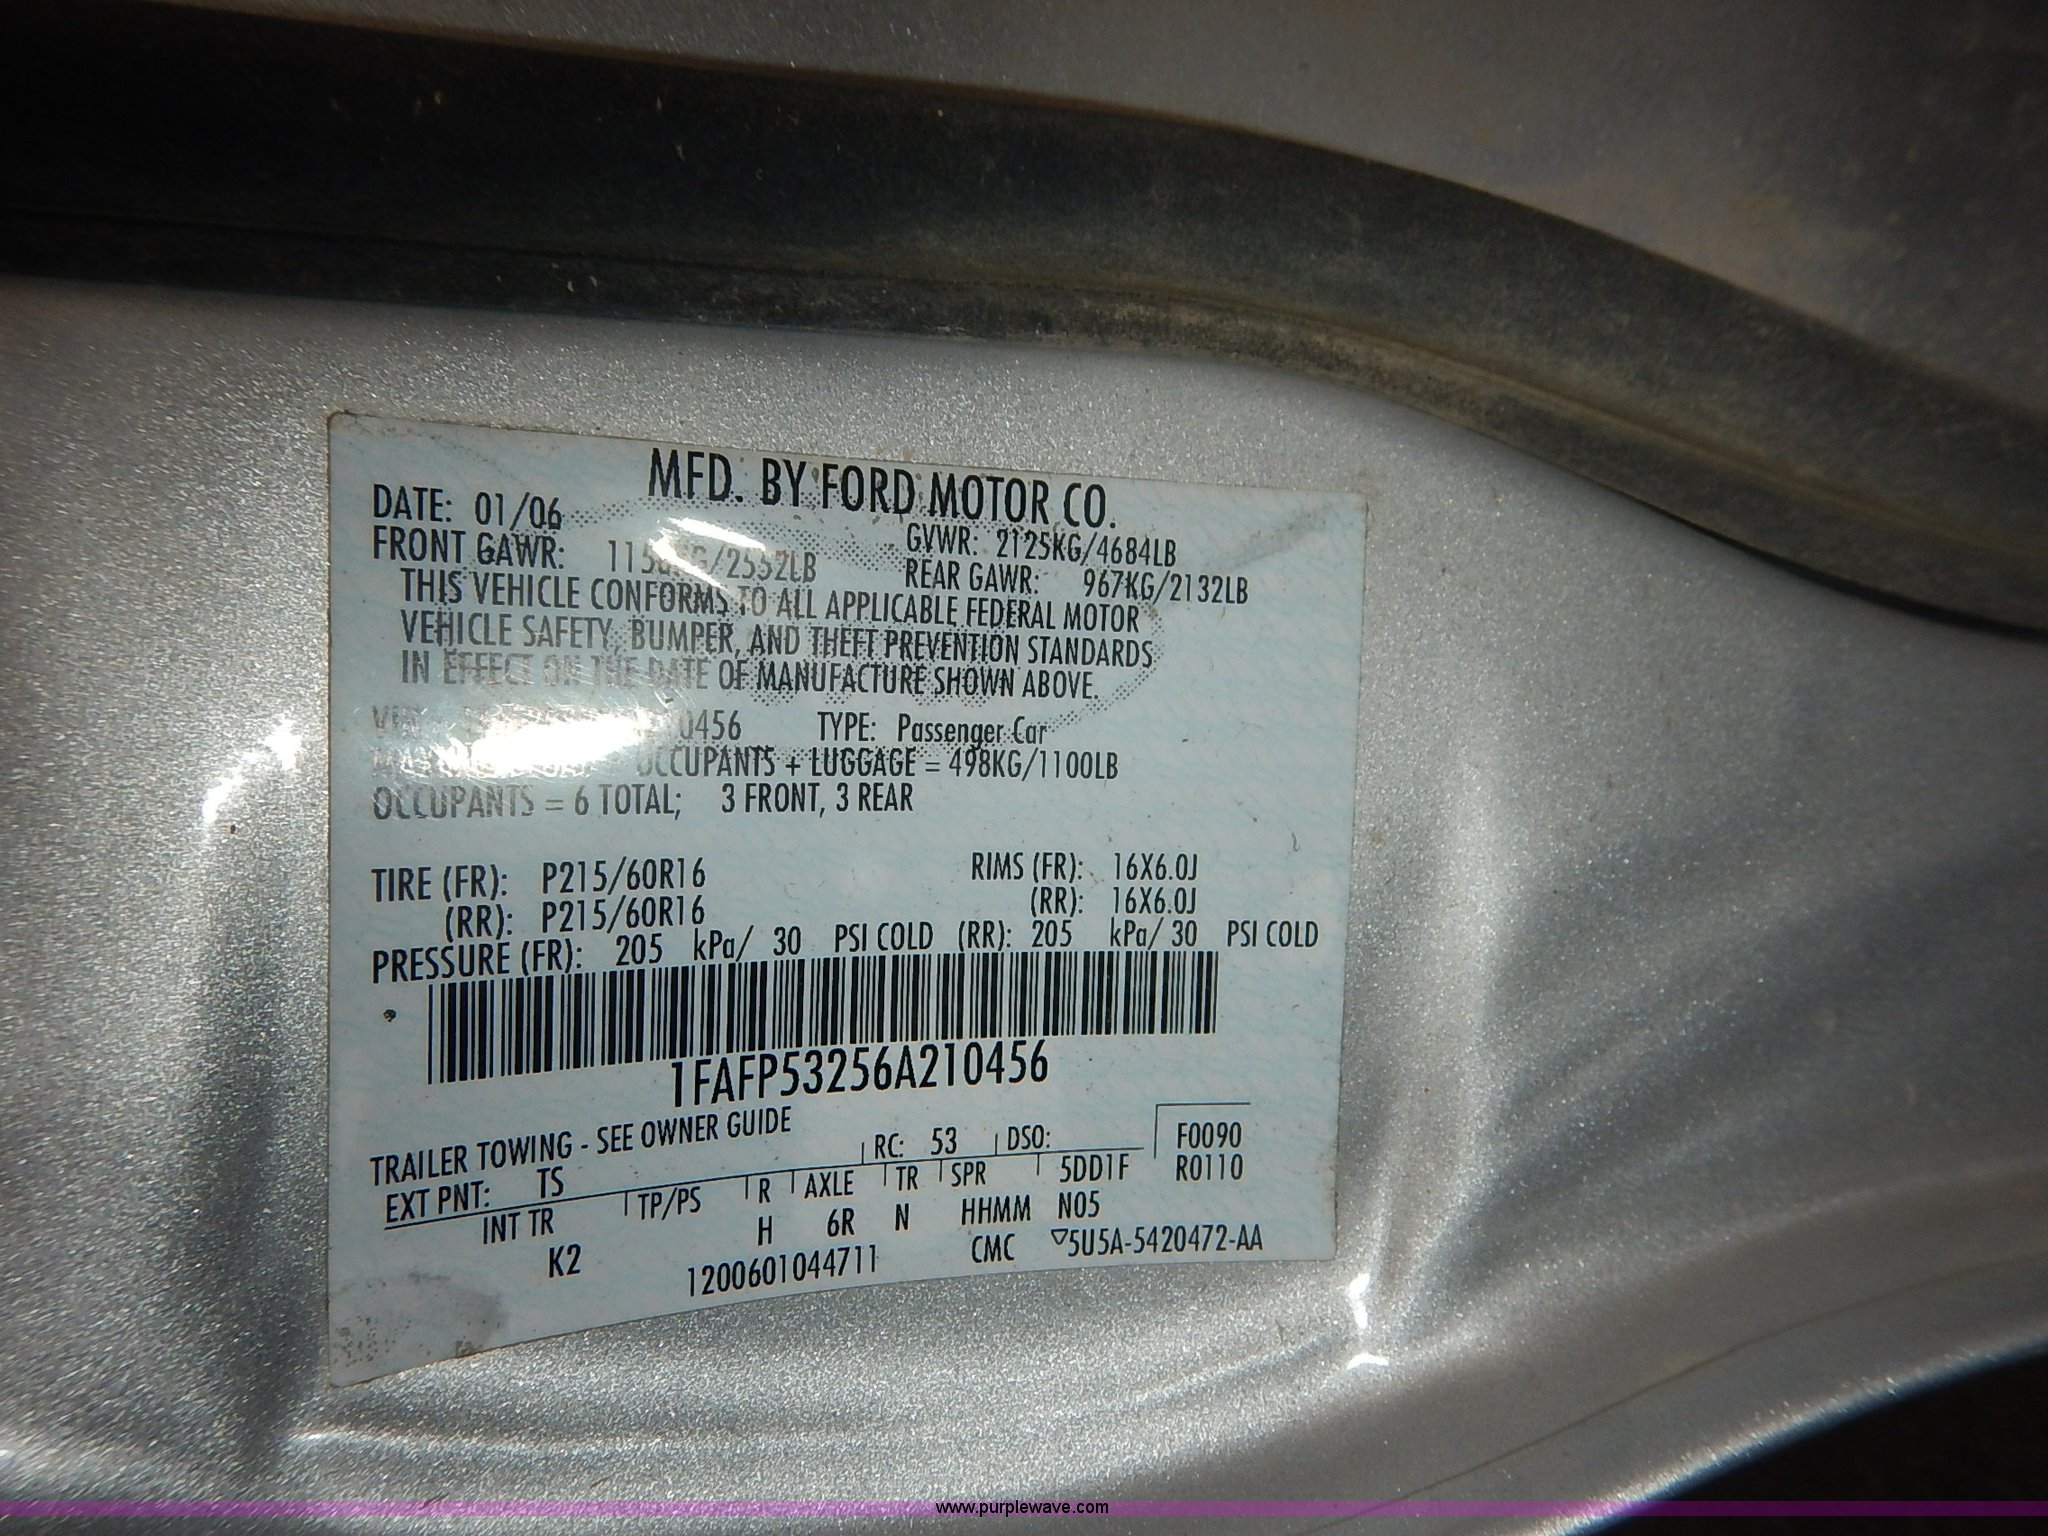 MFD. BY FORD MOTOR CO.
DATE: 01/06 GVWR: 2125KG/4684LB
FRONT GAWR: REAR GAWR: 967KG/2132LB
THIS VEHICLE CONFORMS TO ALL APPLICABLE FEDERAL MOTOR
VEHICLE SAFETY, BUMPER, AND THEFT PREVENTION STANDARDS
IN EFFECT ON THE DATE OF MANUFACTURE SHOWN ABOVE.
VIN: TYPE: Passenger Car
OCCUPANTS + LUGGAGE = 498KG/1100LB
OCCUPANTS = 6 TOTAL; 3 FRONT, 3 REAR
TIRE (FR): P215/60R16 RIMS (FR): 16X6.0J
(RR): P215/60R16 (RR): 16X6.0J
PRESSURE (FR): 205 kPa/ 30 PSI COLD (RR): 205 kPa/ 30 PSI COLD
1FAFP53256A210456
TRAILER TOWING - SEE OWNER GUIDE RC: 53 DSO: F0090
EXT PNT: TS 5DD1F R0110
INT TR TP/PS R AXLE TR SPR
K2 H 6R N HHMM N05
1200601044711 CMC ▽5U5A-5420472-AA
www.purplewave.com